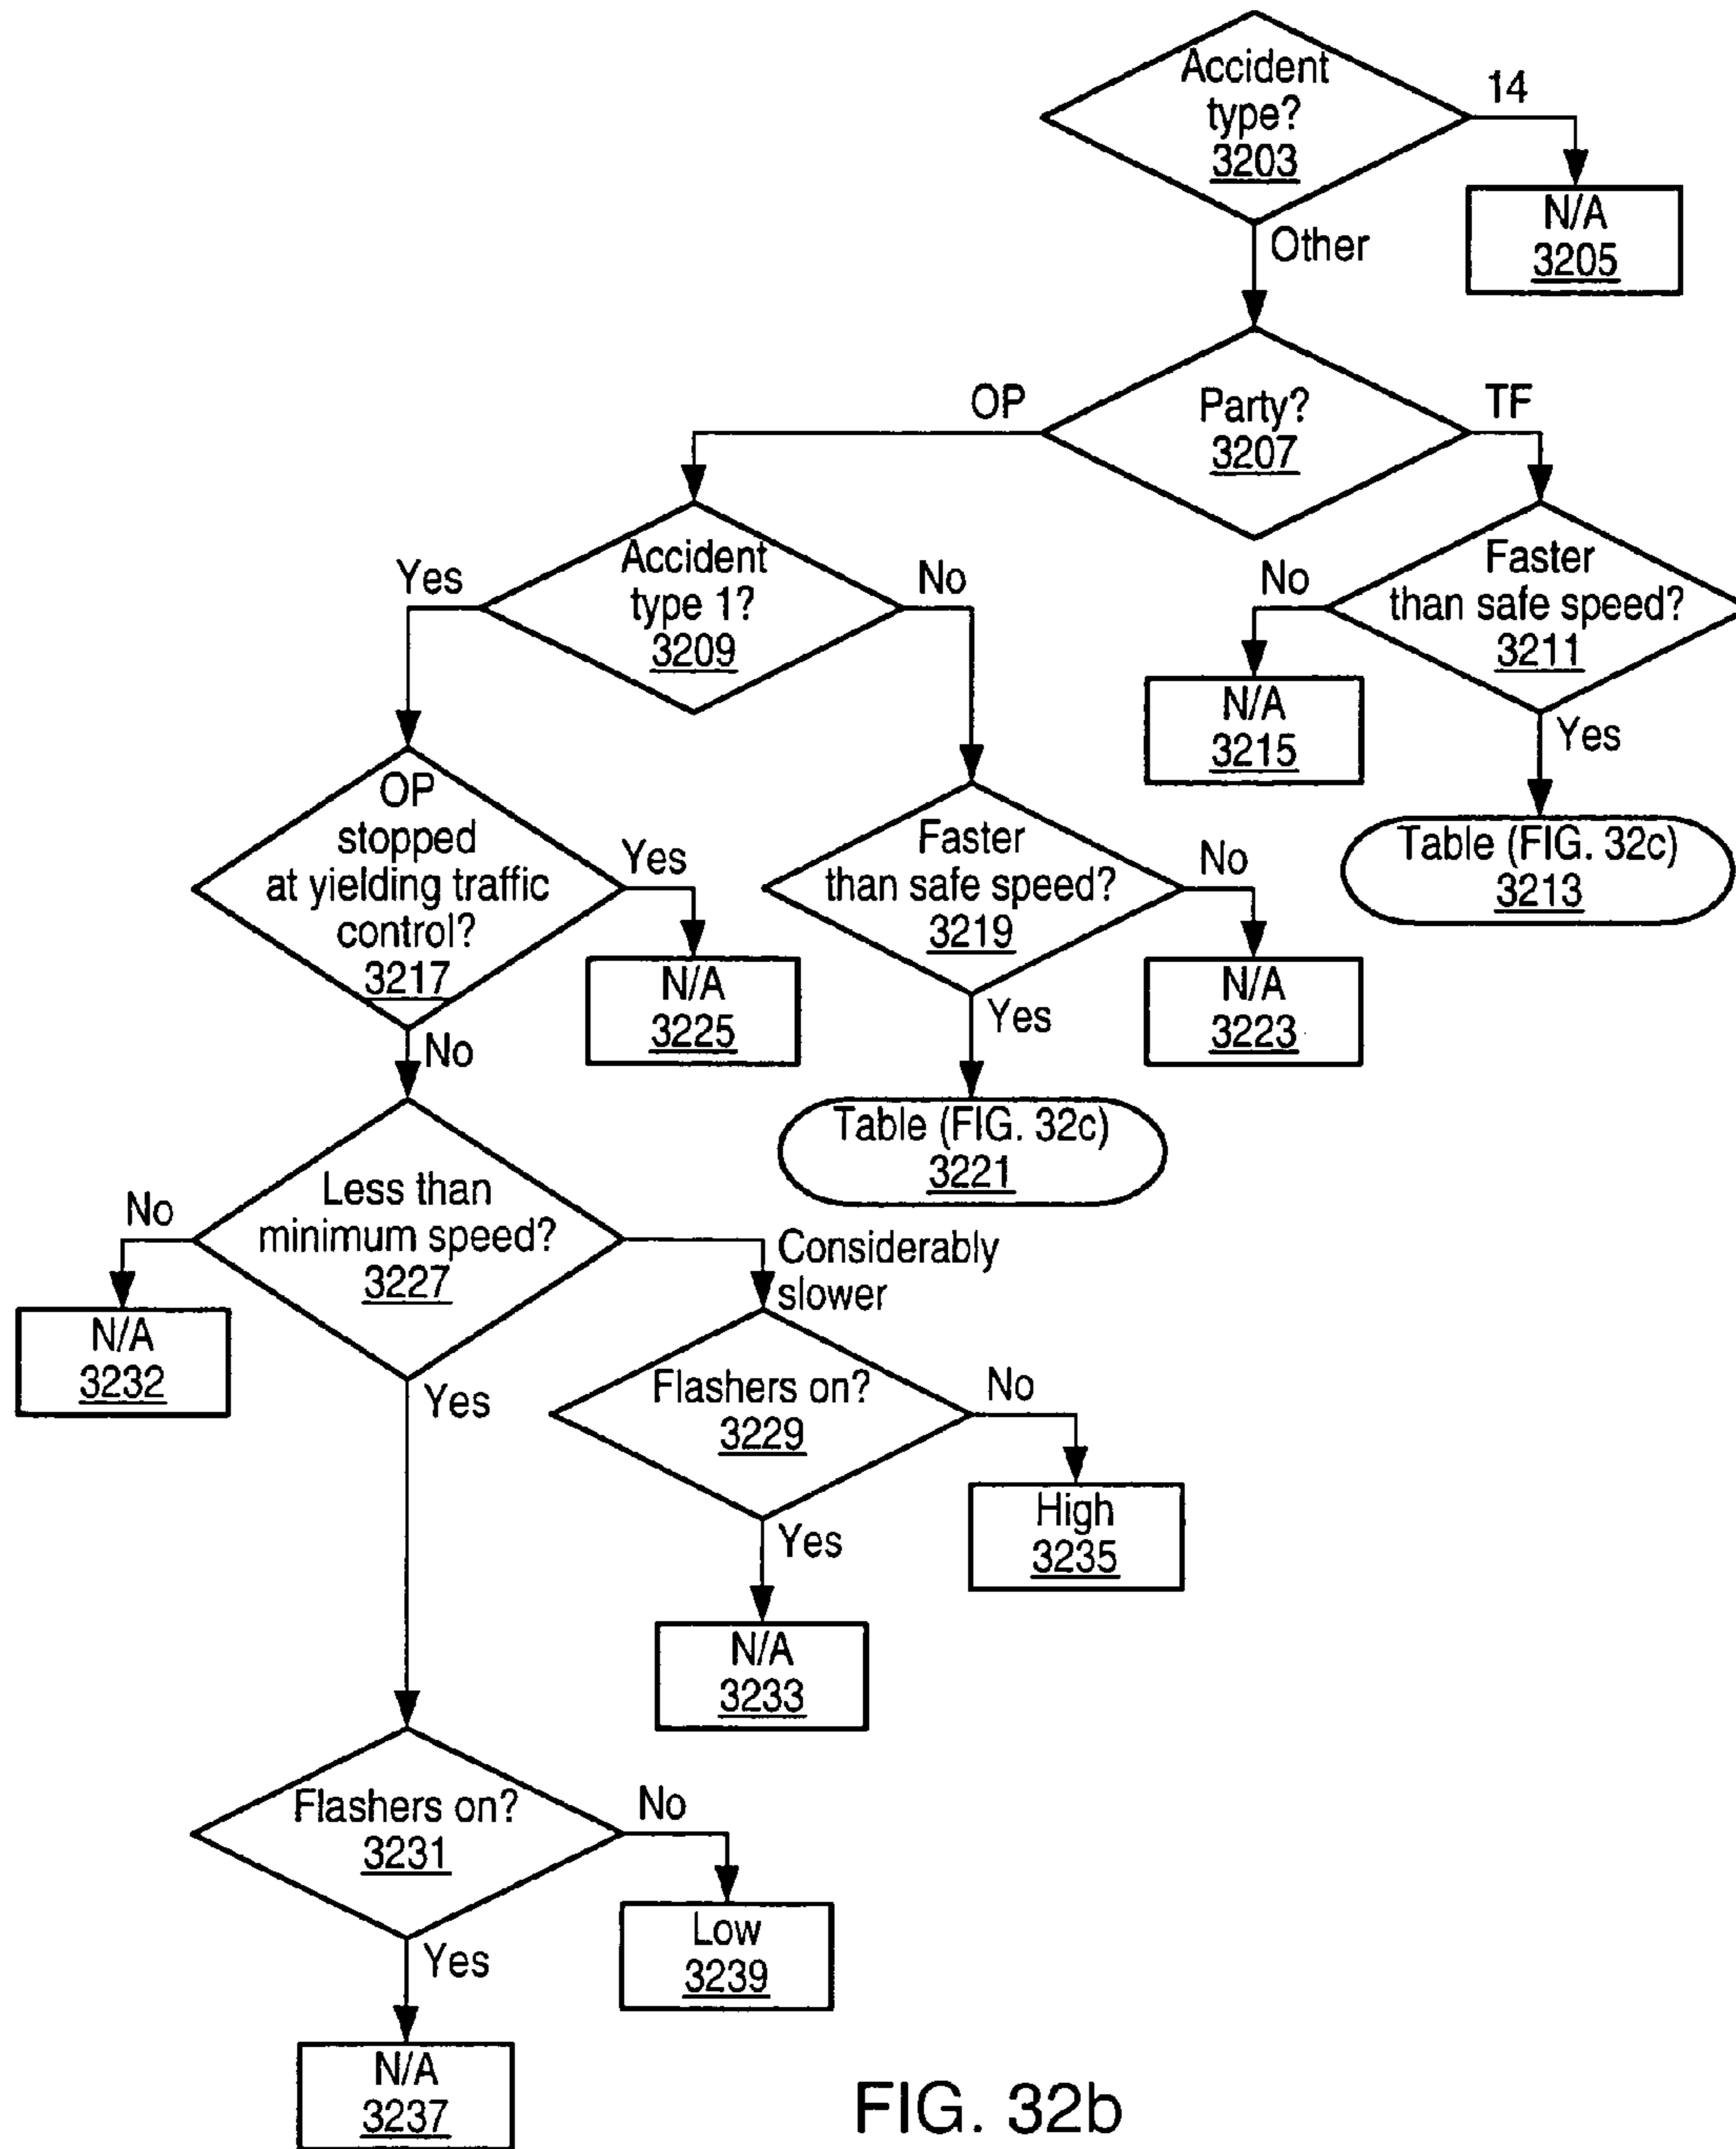 Accident
type?
3203
14
N/A
3205
Other
Party?
3207
OP
TF
Accident
type 1?
3209
Yes
No
Faster
than safe speed?
3211
No
N/A
3215
Yes
Table (FIG. 32c)
3213
OP
stopped
at yielding traffic
control?
3217
Yes
N/A
3225
No
Faster
than safe speed?
3219
No
N/A
3223
Yes
Table (FIG. 32c)
3221
Less than
minimum speed?
3227
No
N/A
3232
Considerably
slower
Yes
Flashers on?
3229
No
High
3235
Yes
N/A
3233
Flashers on?
3231
No
Low
3239
Yes
N/A
3237
FIG. 32b